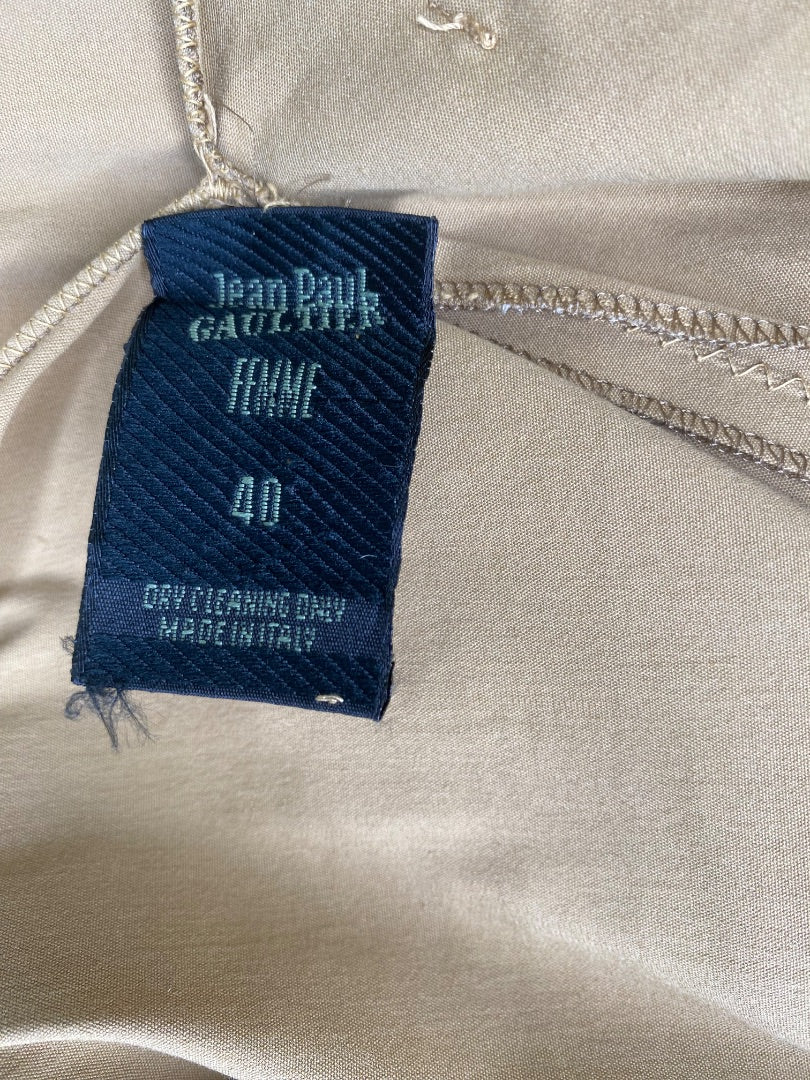 Jean Paul
GAULTIER
FEMME
40
DRY CLEANING ONLY
MADE IN ITALY